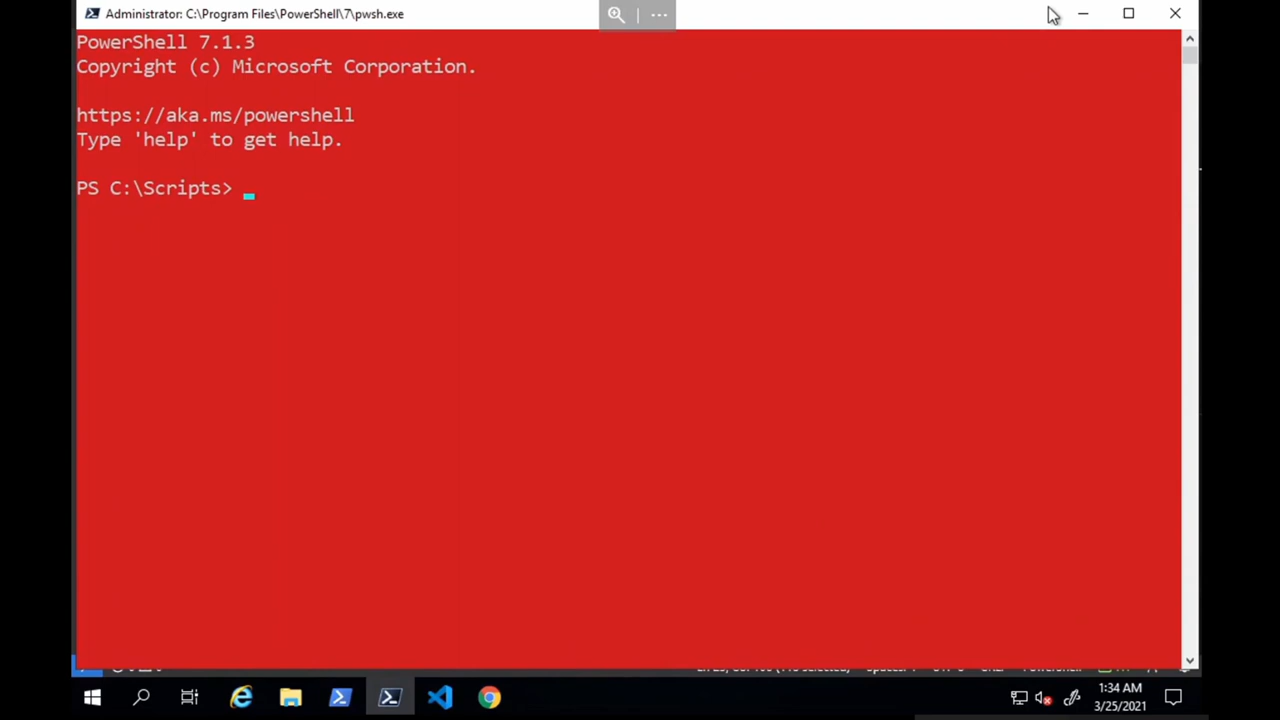 Administrator: C:\Program Files\PowerShell\7\pwsh.exe
PowerShell 7.1.3
Copyright (c) Microsoft Corporation.
https://aka.ms/powershell
Type 'help' to get help.
PS C:\Scripts>
1:34 AM
3/25/2021